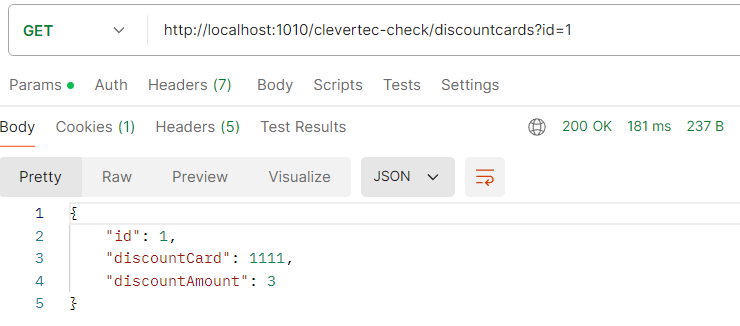 GET http://localhost:1010/clevertec-check/discountcards?id=1
Params Auth Headers (7) Body Scripts Tests Settings
Body Cookies (1) Headers (5) Test Results 200 OK 181 ms 237 B
Pretty Raw Preview Visualize JSON
1 {
2 "id": 1,
3 "discountCard": 1111,
4 "discountAmount": 3
5 }